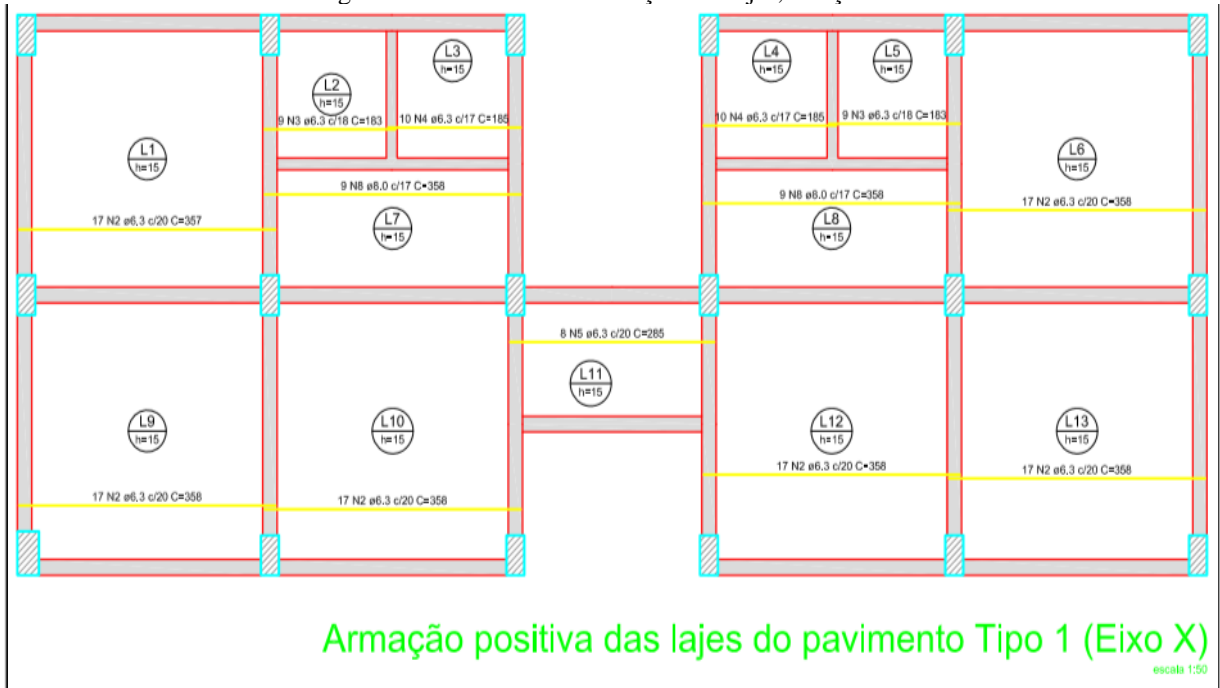 L3
h=15
L4
h=15
L5
h=15
L2
h=15
9 N3 ø6.3 c/18 C=183
10 N4 ø6.3 c/17 C=185
10 N4 ø6.3 c/17 C=185
9 N3 ø6.3 c/18 C=183
L1
h=15
L6
h=15
9 N8 ø8.0 c/17 C=358
9 N8 ø8.0 c/17 C=358
17 N2 ø6.3 c/20 C=357
L7
h=15
L8
h=15
17 N2 ø6.3 c/20 C=358
8 N5 ø6.3 c/20 C=285
L11
h=15
L9
h=15
L10
h=15
L12
h=15
L13
h=15
17 N2 ø6.3 c/20 C=358
17 N2 ø6.3 c/20 C=358
17 N2 ø6.3 c/20 C=358
17 N2 ø6.3 c/20 C=358
Armação positiva das lajes do pavimento Tipo 1 (Eixo X)
escala 1:50